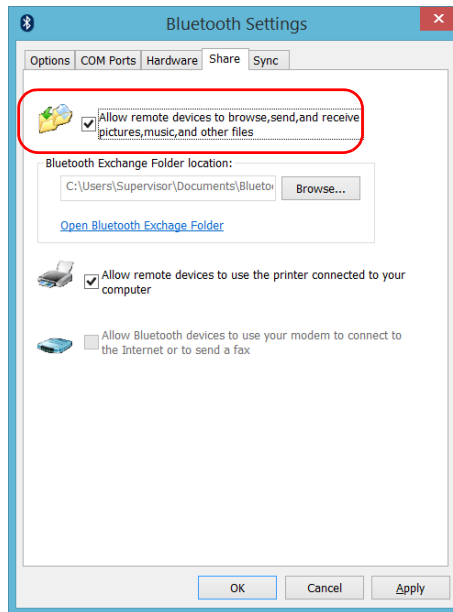 Bluetooth Settings
Options COM Ports Hardware Share Sync
Allow remote devices to browse,send,and receive
pictures,music,and other files
Bluetooth Exchange Folder location:
C:\Users\Supervisor\Documents\Blueto Browse...
Open Bluetooth Exchage Folder
Allow remote devices to use the printer connected to your
computer
Allow Bluetooth devices to use your modem to connect to
the Internet or to send a fax
OK Cancel Apply